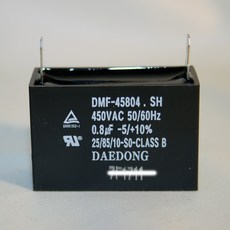 DMF-45804 . SH
450VAC 50/60Hz
0.8µF -5/+10%
25/85/10-S0-CLASS B
DAEDONG